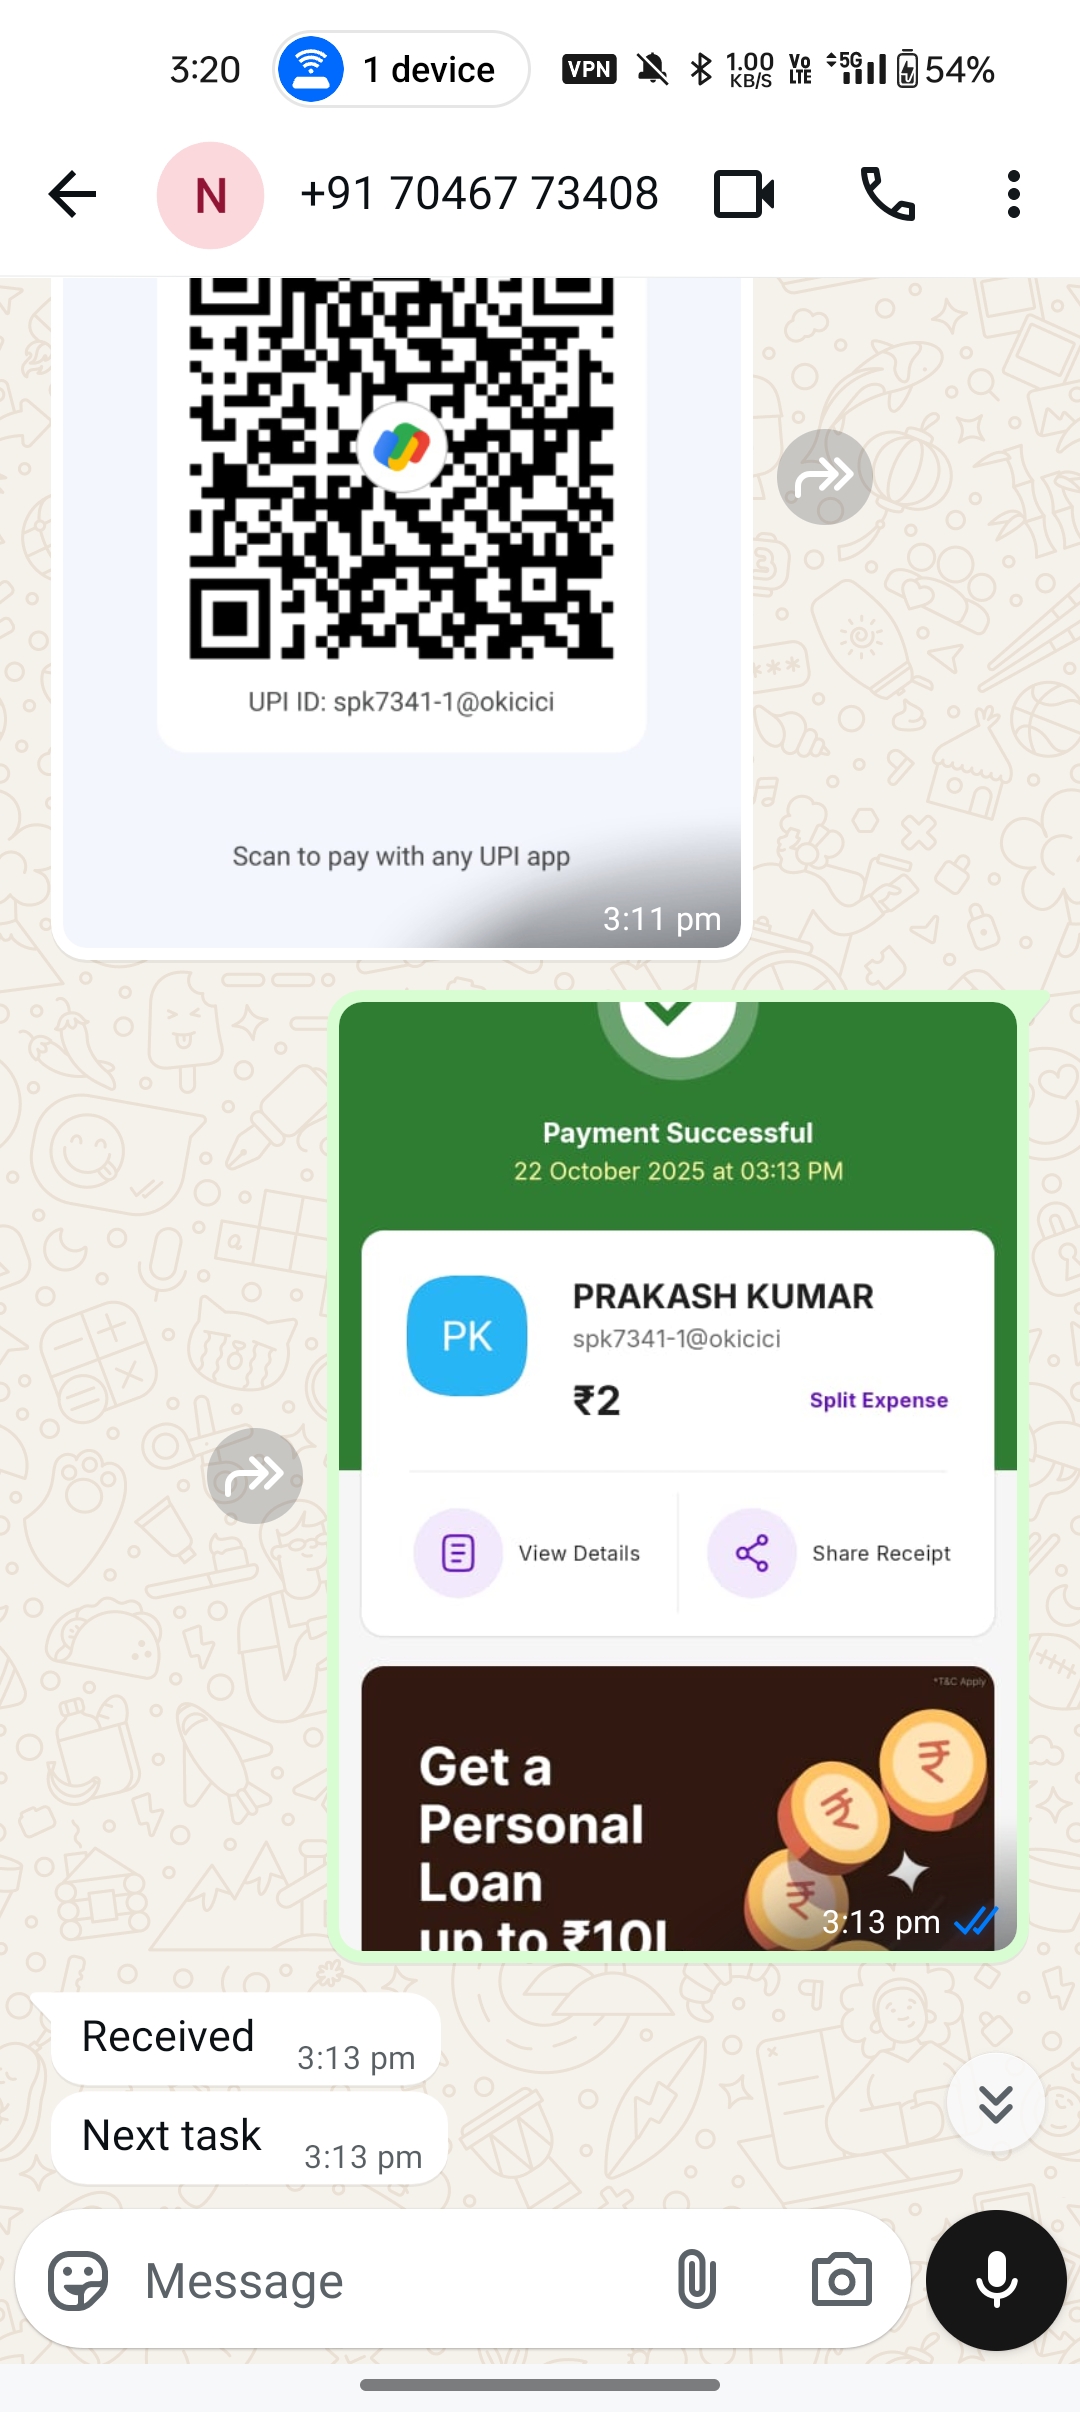 3:20
1 device
VPN
1.00
KB/S
Vo
LTE
5G
54%
N
+91 70467 73408
UPI ID: spk7341-1@okicici
Scan to pay with any UPI app
3:11 pm
Payment Successful
22 October 2025 at 03:13 PM
PK
PRAKASH KUMAR
spk7341-1@okicici
₹2
Split Expense
View Details
Share Receipt
*T&C Apply
Get a
Personal
Loan
up to ₹10L
3:13 pm
Received
3:13 pm
Next task
3:13 pm
Message